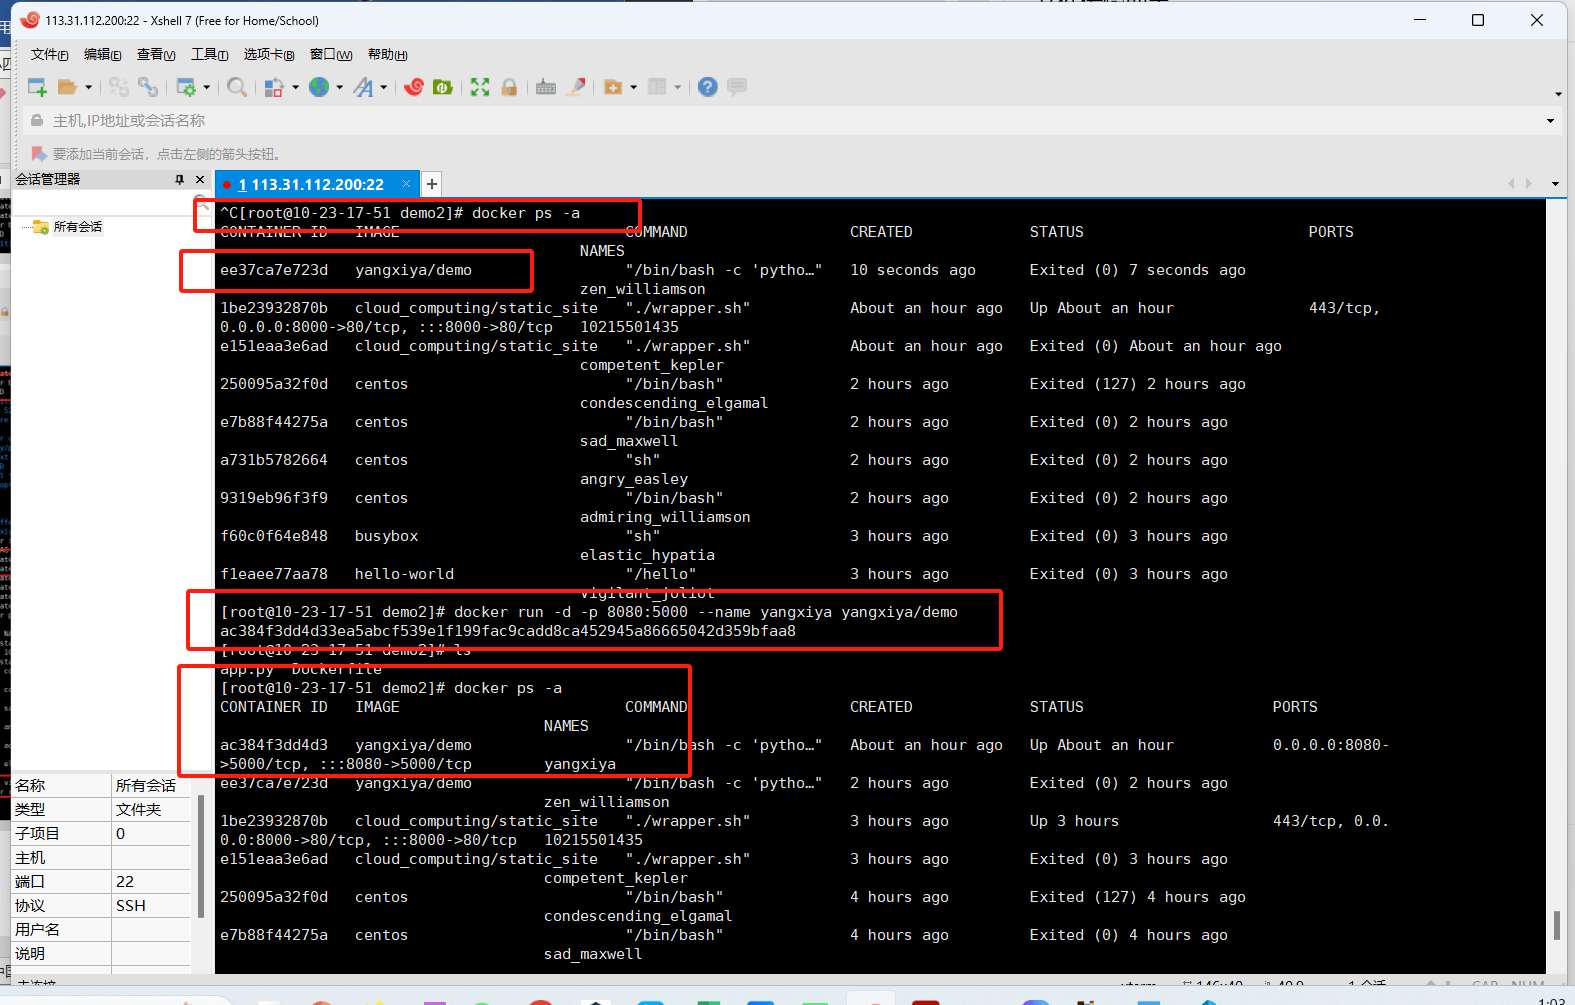 113.31.112.200:22 - Xshell 7 (Free for Home/School)
文件(F) 编辑(E) 查看(V) 工具(T) 选项卡(B) 窗口(W) 帮助(H)
主机,IP地址或会话名称
要添加当前会话，点击左侧的箭头按钮。
会话管理器
1 113.31.112.200:22
所有会话
^C[root@10-23-17-51 demo2]# docker ps -a
CONTAINER ID IMAGE COMMAND CREATED STATUS PORTS
NAMES
ee37ca7e723d yangxiya/demo "/bin/bash -c 'pytho…" 10 seconds ago Exited (0) 7 seconds ago
zen_williamson
1be23932870b cloud_computing/static_site "./wrapper.sh" About an hour ago Up About an hour 443/tcp,
0.0.0.0:8000->80/tcp, :::8000->80/tcp 10215501435
e151eaa3e6ad cloud_computing/static_site "./wrapper.sh" About an hour ago Exited (0) About an hour ago
competent_kepler
250095a32f0d centos "/bin/bash" 2 hours ago Exited (127) 2 hours ago
condescending_elgamal
e7b88f44275a centos "/bin/bash" 2 hours ago Exited (0) 2 hours ago
sad_maxwell
a731b5782664 centos "sh" 2 hours ago Exited (0) 2 hours ago
angry_easley
9319eb96f3f9 centos "/bin/bash" 2 hours ago Exited (0) 2 hours ago
admiring_williamson
f60c0f64e848 busybox "sh" 3 hours ago Exited (0) 3 hours ago
elastic_hypatia
f1eaee77aa78 hello-world "/hello" 3 hours ago Exited (0) 3 hours ago
vigilant_joliot
[root@10-23-17-51 demo2]# docker run -d -p 8080:5000 --name yangxiya yangxiya/demo
ac384f3dd4d33ea5abcf539e1f199fac9cadd8ca452945a86665042d359bfaa8
[root@10-23-17-51 demo2]# ls
app.py Dockerfile
[root@10-23-17-51 demo2]# docker ps -a
CONTAINER ID IMAGE COMMAND CREATED STATUS PORTS
NAMES
ac384f3dd4d3 yangxiya/demo "/bin/bash -c 'pytho…" About an hour ago Up About an hour 0.0.0.0:8080-
>5000/tcp, :::8080->5000/tcp yangxiya
ee37ca7e723d yangxiya/demo "/bin/bash -c 'pytho…" 2 hours ago Exited (0) 2 hours ago
zen_williamson
1be23932870b cloud_computing/static_site "./wrapper.sh" 3 hours ago Up 3 hours 443/tcp, 0.0.
0.0:8000->80/tcp, :::8000->80/tcp 10215501435
e151eaa3e6ad cloud_computing/static_site "./wrapper.sh" 3 hours ago Exited (0) 3 hours ago
competent_kepler
250095a32f0d centos "/bin/bash" 4 hours ago Exited (127) 4 hours ago
condescending_elgamal
e7b88f44275a centos "/bin/bash" 4 hours ago Exited (0) 4 hours ago
sad_maxwell
名称 所有会话
类型 文件夹
子项目 0
主机
端口 22
协议 SSH
用户名
说明